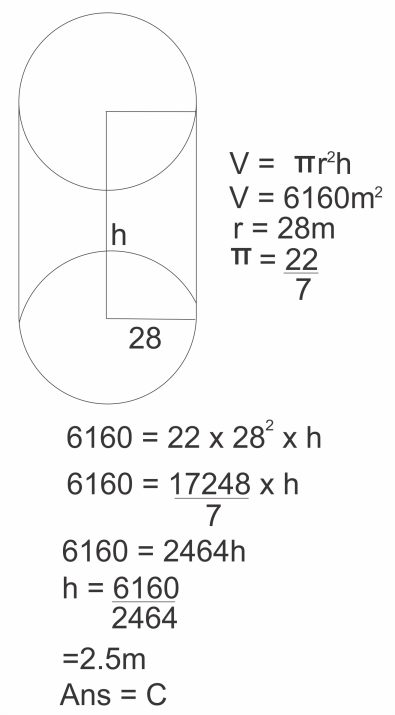 V = πr²h
V = 6160m²
r = 28m
π = 22/7
h
28
6160 = 22 x 28² x h
6160 = 17248/7 x h
6160 = 2464h
h = 6160/2464
=2.5m
Ans = C